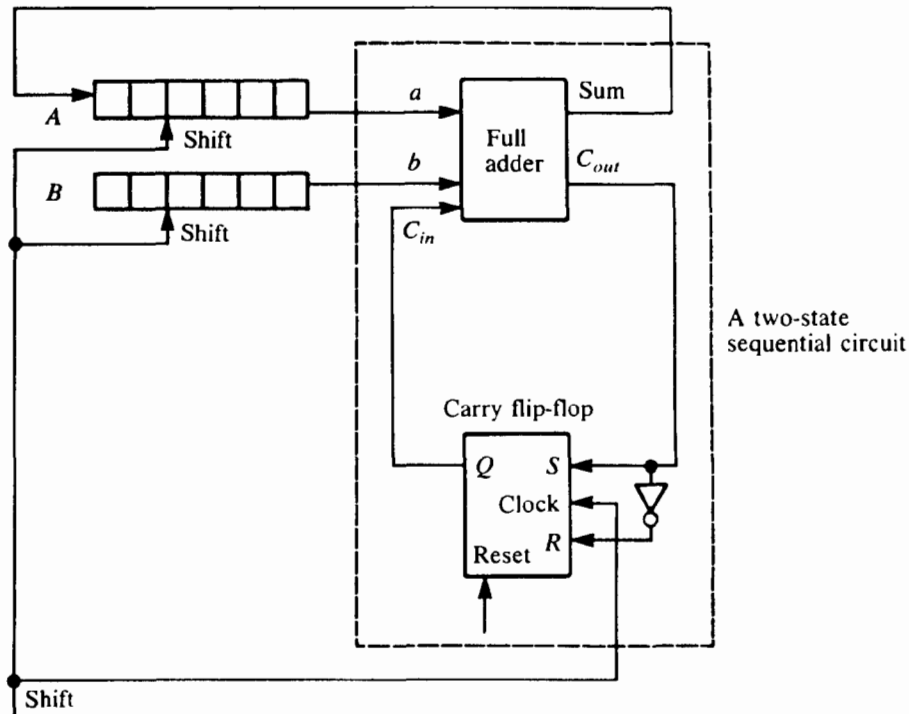 A
Shift
B
Shift
a
b
C_in
Full
adder
Sum
C_out
A two-state
sequential circuit
Carry flip-flop
Q
S
Clock
R
Reset
Shift